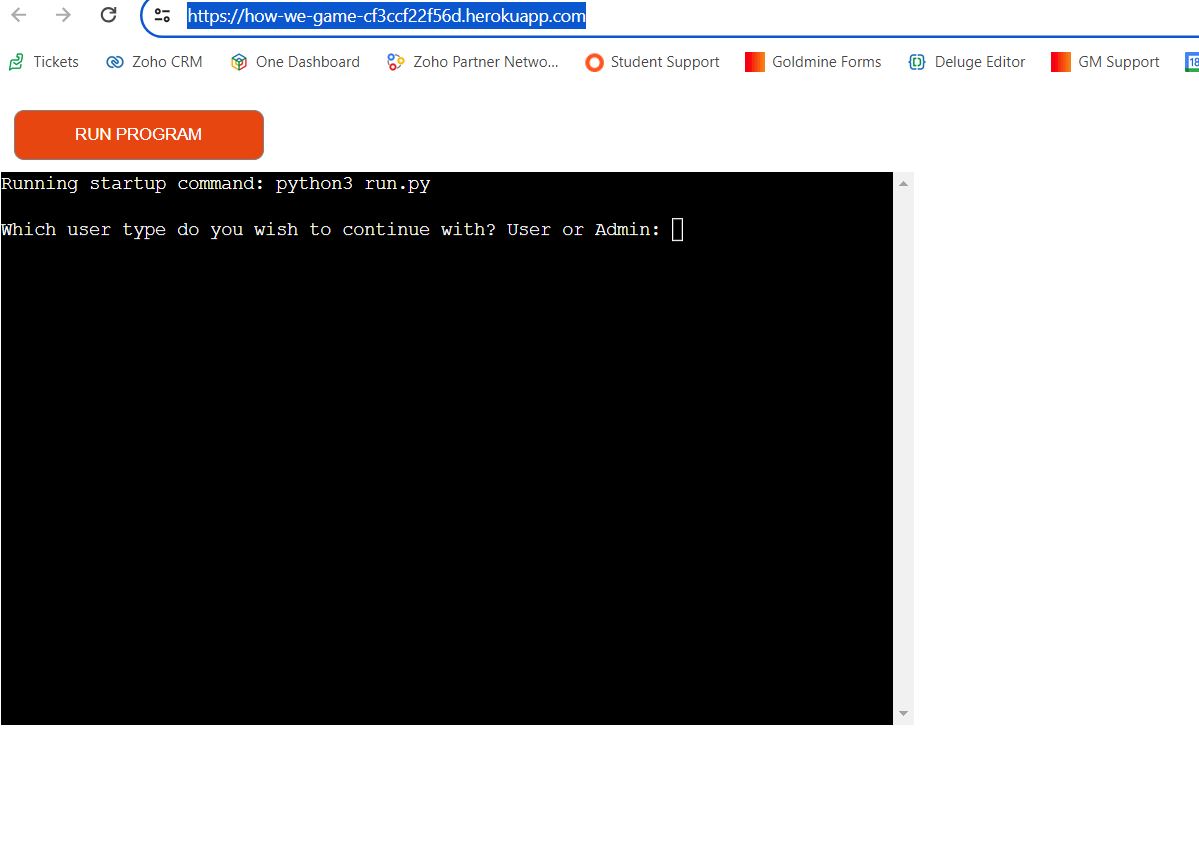 https://how-we-game-cf3ccf22f56d.herokuapp.com
Tickets Zoho CRM One Dashboard Zoho Partner Netwo... Student Support Goldmine Forms Deluge Editor GM Support 18
RUN PROGRAM
Running startup command: python3 run.py
Which user type do you wish to continue with? User or Admin: